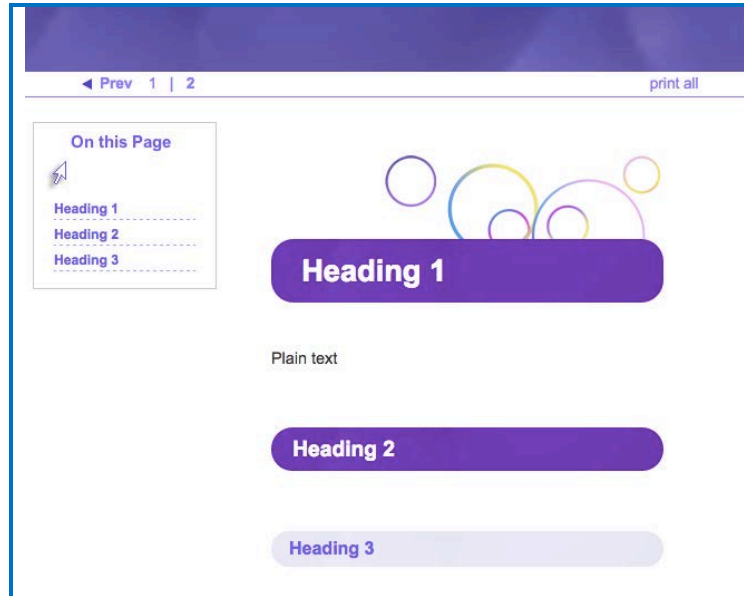 ◄ Prev 1 | 2
print all
On this Page
Heading 1
Heading 2
Heading 3
Heading 1
Plain text
Heading 2
Heading 3